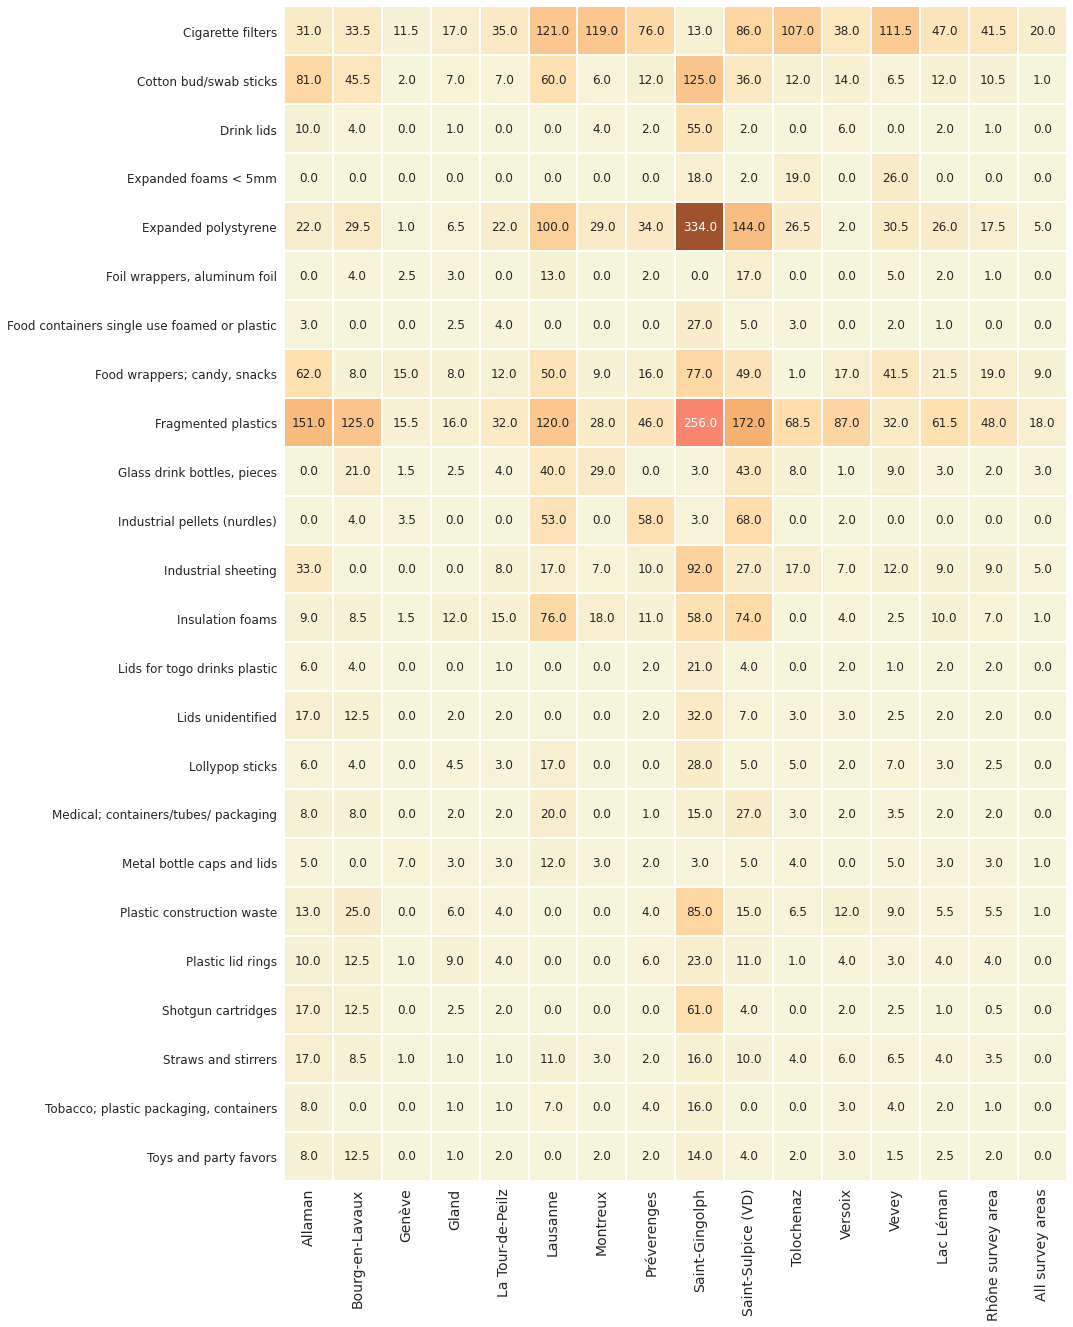 Cigarette filters 31.0 33.5 11.5 17.0 35.0 121.0 119.0 76.0 13.0 86.0 107.0 38.0 111.5 47.0 41.5 20.0
Cotton bud/swab sticks 81.0 45.5 2.0 7.0 7.0 60.0 6.0 12.0 125.0 36.0 12.0 14.0 6.5 12.0 10.5 1.0
Drink lids 10.0 4.0 0.0 1.0 0.0 0.0 4.0 2.0 55.0 2.0 0.0 6.0 0.0 2.0 1.0 0.0
Expanded foams < 5mm 0.0 0.0 0.0 0.0 0.0 0.0 0.0 0.0 18.0 2.0 19.0 0.0 26.0 0.0 0.0 0.0
Expanded polystyrene 22.0 29.5 1.0 6.5 22.0 100.0 29.0 34.0 334.0 144.0 26.5 2.0 30.5 26.0 17.5 5.0
Foil wrappers, aluminum foil 0.0 4.0 2.5 3.0 0.0 13.0 0.0 2.0 0.0 17.0 0.0 0.0 5.0 2.0 1.0 0.0
Food containers single use foamed or plastic 3.0 0.0 0.0 2.5 4.0 0.0 0.0 0.0 27.0 5.0 3.0 0.0 2.0 1.0 0.0 0.0
Food wrappers; candy, snacks 62.0 8.0 15.0 8.0 12.0 50.0 9.0 16.0 77.0 49.0 1.0 17.0 41.5 21.5 19.0 9.0
Fragmented plastics 151.0 125.0 15.5 16.0 32.0 120.0 28.0 46.0 256.0 172.0 68.5 87.0 32.0 61.5 48.0 18.0
Glass drink bottles, pieces 0.0 21.0 1.5 2.5 4.0 40.0 29.0 0.0 3.0 43.0 8.0 1.0 9.0 3.0 2.0 3.0
Industrial pellets (nurdles) 0.0 4.0 3.5 0.0 0.0 53.0 0.0 58.0 3.0 68.0 0.0 2.0 0.0 0.0 0.0 0.0
Industrial sheeting 33.0 0.0 0.0 0.0 8.0 17.0 7.0 10.0 92.0 27.0 17.0 7.0 12.0 9.0 9.0 5.0
Insulation foams 9.0 8.5 1.5 12.0 15.0 76.0 18.0 11.0 58.0 74.0 0.0 4.0 2.5 10.0 7.0 1.0
Lids for togo drinks plastic 6.0 4.0 0.0 0.0 1.0 0.0 0.0 2.0 21.0 4.0 0.0 2.0 1.0 2.0 2.0 0.0
Lids unidentified 17.0 12.5 0.0 2.0 2.0 0.0 0.0 2.0 32.0 7.0 3.0 3.0 2.5 2.0 2.0 0.0
Lollypop sticks 6.0 4.0 0.0 4.5 3.0 17.0 0.0 0.0 28.0 5.0 5.0 2.0 7.0 3.0 2.5 0.0
Medical; containers/tubes/ packaging 8.0 8.0 0.0 2.0 2.0 20.0 0.0 1.0 15.0 27.0 3.0 2.0 3.5 2.0 2.0 0.0
Metal bottle caps and lids 5.0 0.0 7.0 3.0 3.0 12.0 3.0 2.0 3.0 5.0 4.0 0.0 5.0 3.0 3.0 1.0
Plastic construction waste 13.0 25.0 0.0 6.0 4.0 0.0 0.0 4.0 85.0 15.0 6.5 12.0 9.0 5.5 5.5 1.0
Plastic lid rings 10.0 12.5 1.0 9.0 4.0 0.0 0.0 6.0 23.0 11.0 1.0 4.0 3.0 4.0 4.0 0.0
Shotgun cartridges 17.0 12.5 0.0 2.5 2.0 0.0 0.0 0.0 61.0 4.0 0.0 2.0 2.5 1.0 0.5 0.0
Straws and stirrers 17.0 8.5 1.0 1.0 1.0 11.0 3.0 2.0 16.0 10.0 4.0 6.0 6.5 4.0 3.5 0.0
Tobacco; plastic packaging, containers 8.0 0.0 0.0 1.0 1.0 7.0 0.0 4.0 16.0 0.0 0.0 3.0 4.0 2.0 1.0 0.0
Toys and party favors 8.0 12.5 0.0 1.0 2.0 0.0 2.0 2.0 14.0 4.0 2.0 3.0 1.5 2.5 2.0 0.0
Allaman
Bourg-en-Lavaux
Genève
Gland
La Tour-de-Peilz
Lausanne
Montreux
Préverenges
Saint-Gingolph
Saint-Sulpice (VD)
Tolochenaz
Versoix
Vevey
Lac Léman
Rhône survey area
All survey areas